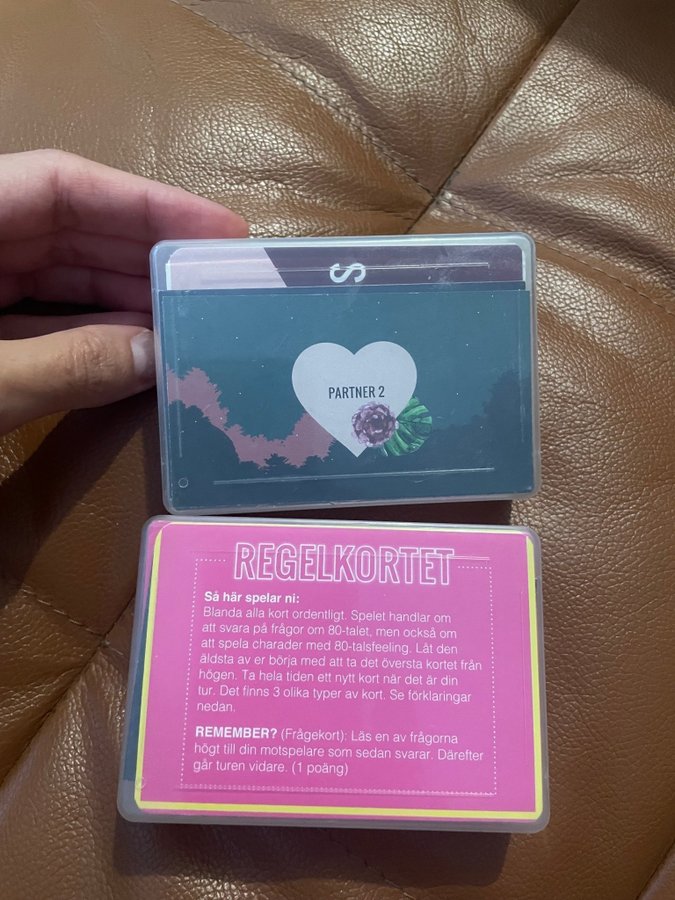 S
PARTNER 2
REGELKORTET
Så här spelar ni:
Blanda alla kort ordentligt. Spelet handlar om
att svara på frågor om 80-talet, men också om
att spela charader med 80-talsfeeling. Låt den
äldsta av er börja med att ta det översta kortet från
högen. Ta hela tiden ett nytt kort när det är din
tur. Det finns 3 olika typer av kort. Se förklaringar
nedan.
REMEMBER? (Frågekort): Läs en av frågorna
högt till din motspelare som sedan svarar. Därefter
går turen vidare. (1 poäng)